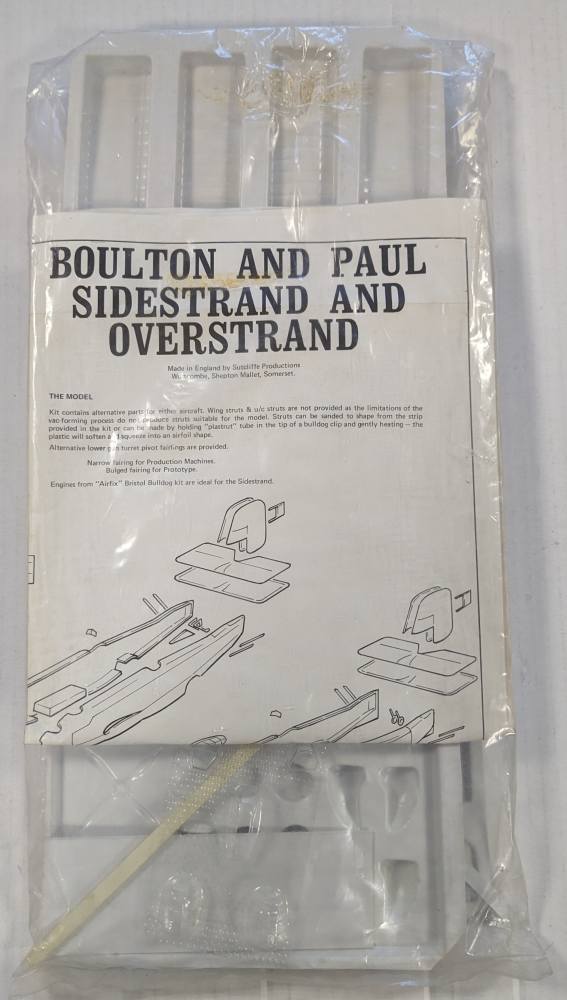 BOULTON AND PAUL
SIDESTRAND AND
OVERSTRAND
Made in England by Sutcliffe Productions
Westcombe, Shepton Mallet, Somerset.
THE MODEL
Kit contains alternative parts for either aircraft. Wing struts & u/c struts are not provided as the limitations of the
vac-forming process do not produce struts suitable for the model. Struts can be sanded to shape from the strip
provided in the kit or can be made by holding "plastrut" tube in the tip of a bulldog clip and gently heating — the
plastic will soften and squeeze into an airfoil shape.
Alternative lower gun turret pivot fairings are provided.
Narrow fairing for Production Machines.
Bulged fairing for Prototype.
Engines from "Airfix" Bristol Bulldog kit are ideal for the Sidestrand.